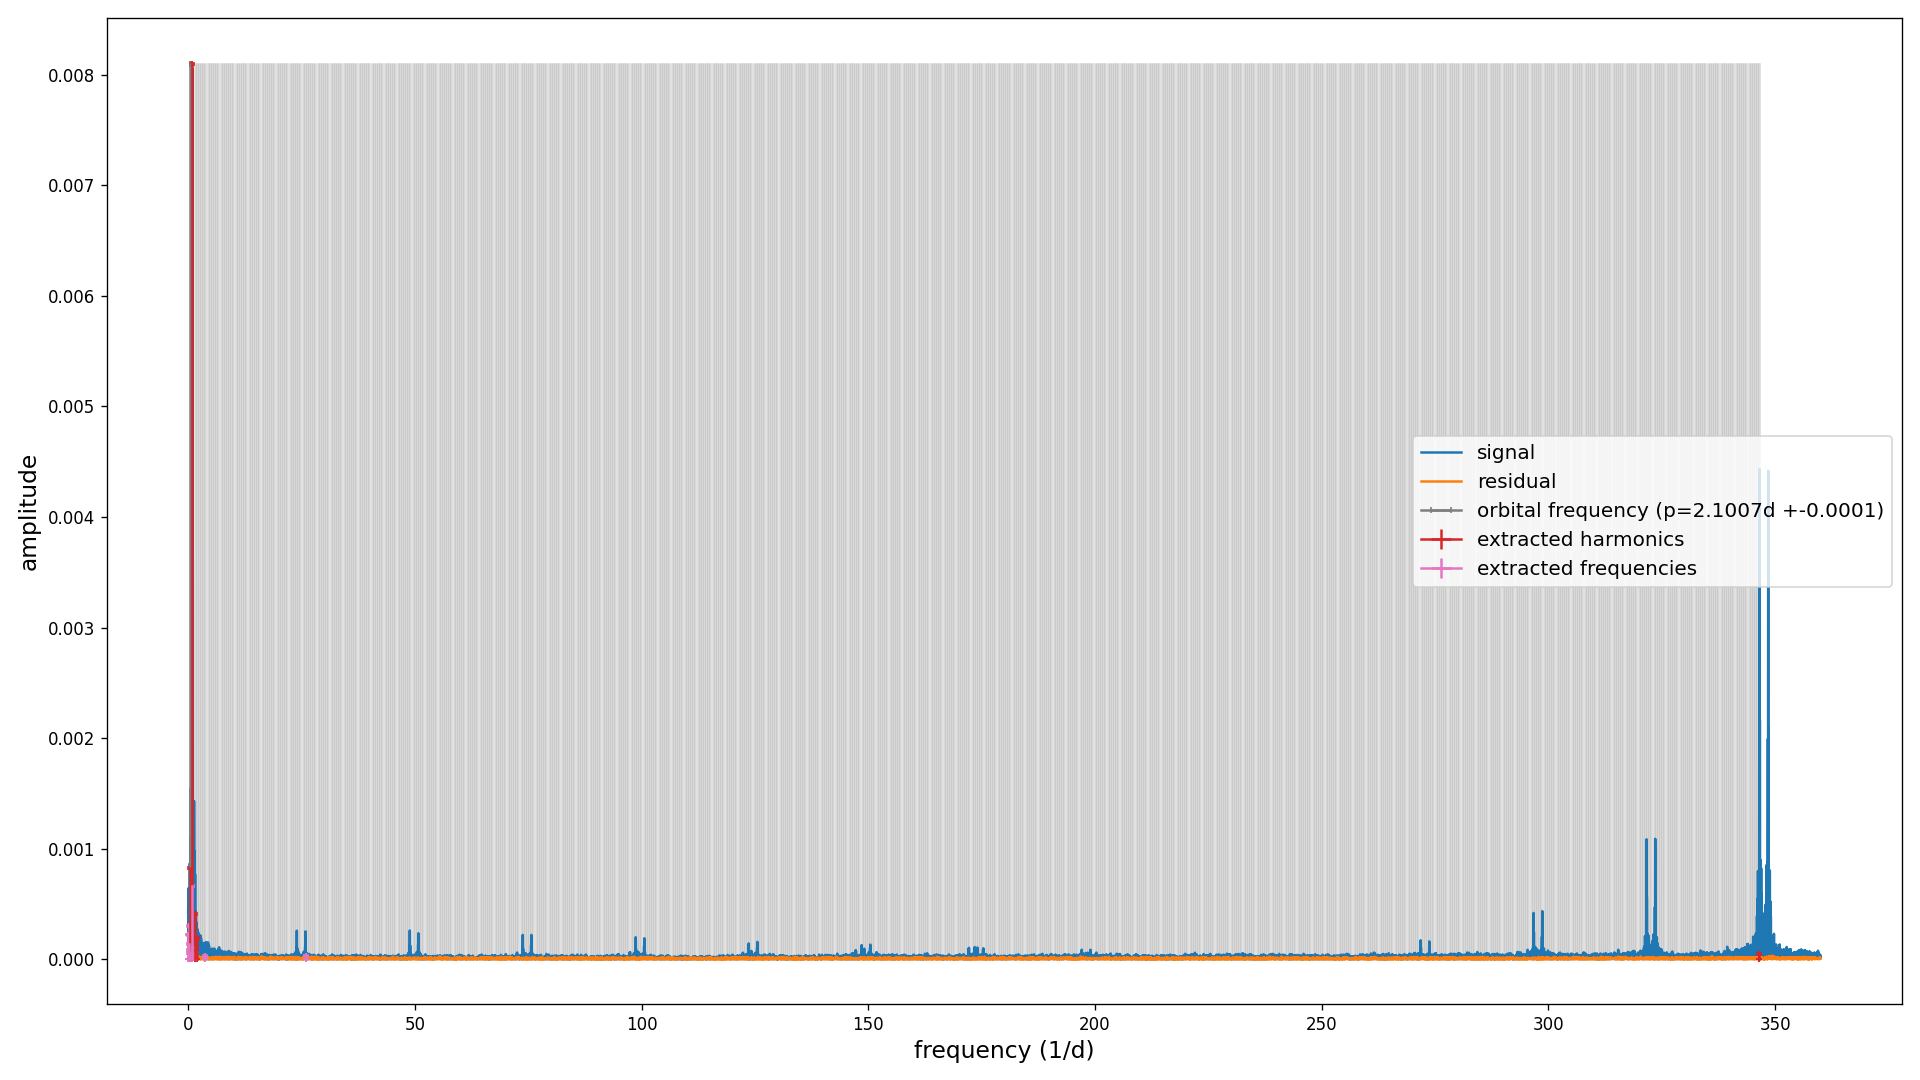 0.008
0.007
0.006
0.005
0.004
0.003
0.002
0.001
0.000
amplitude
signal
residual
orbital frequency (p=2.1007d +-0.0001)
extracted harmonics
extracted frequencies
0 50 100 150 200 250 300 350
frequency (1/d)